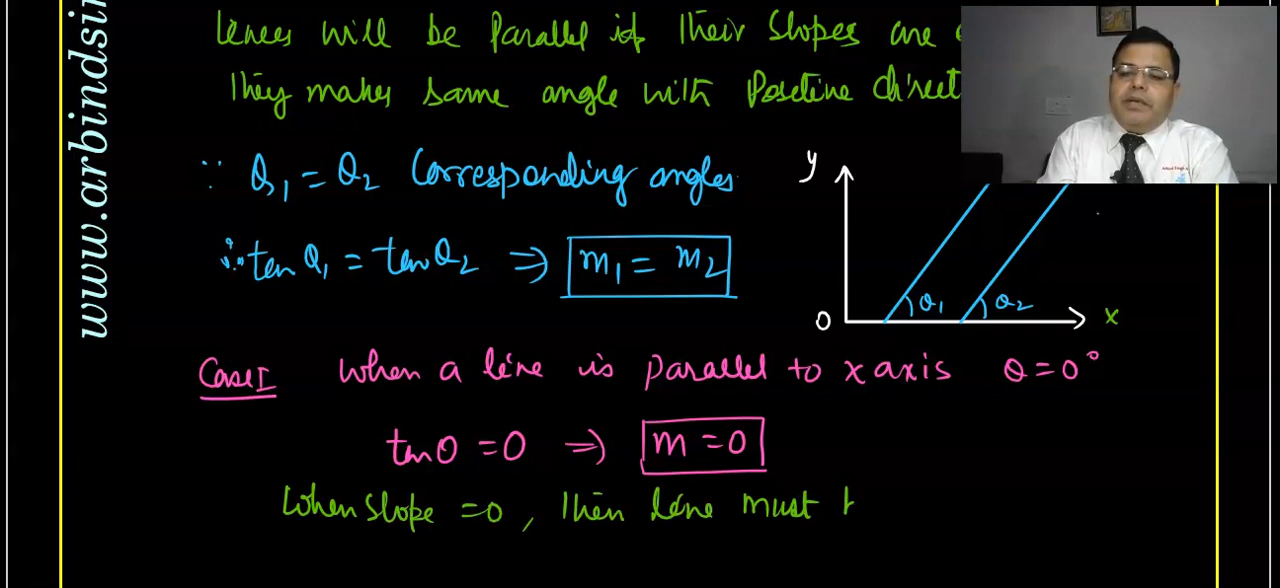 www.arbindsin
Lines will be Parallel if Their Slopes are
They makes same angle with Positive direct
∵ θ₁ = θ₂ Corresponding angles
∴ tan θ₁ = tan θ₂ ⇒ m₁ = m₂
y
O
θ₁
θ₂
x
Case I When a line is parallel to x axis θ = 0°
tan 0 = 0 ⇒ m = 0
When slope = 0, Then line must